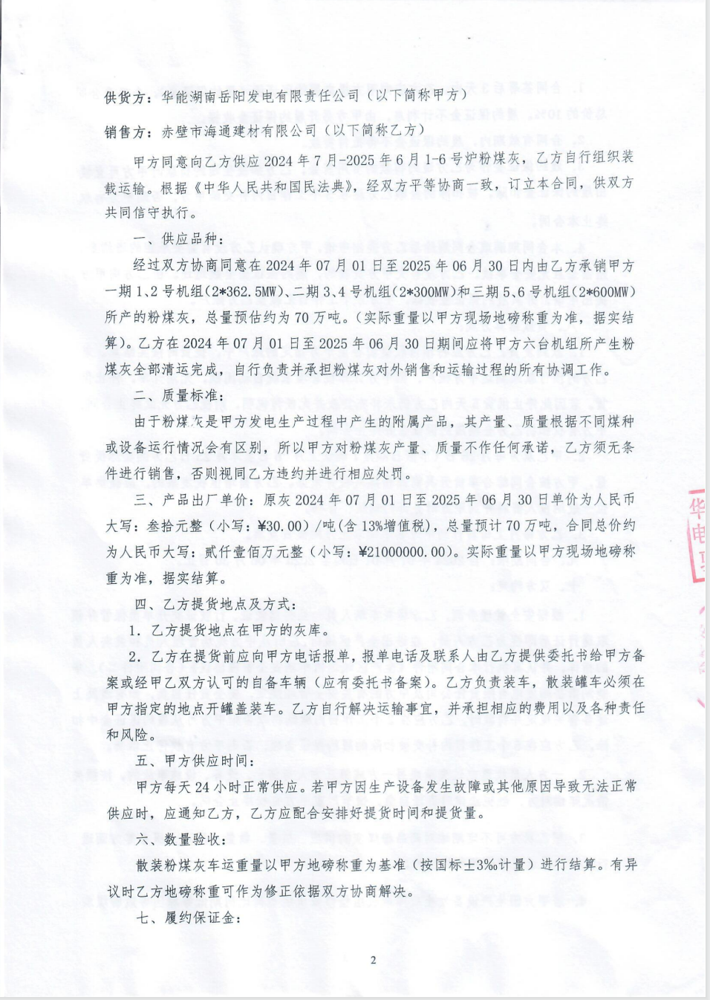 供货方：华能湖南岳阳发电有限责任公司（以下简称甲方）
销售方：赤壁市海通建材有限公司（以下简称乙方）
甲方同意向乙方供应 2024 年 7 月-2025 年 6 月 1-6 号炉粉煤灰，乙方自行组织装
载运输。根据《中华人民共和国民法典》，经双方平等协商一致，订立本合同，供双方
共同信守执行。
一、供应品种：
经过双方协商同意在 2024 年 07 月 01 日至 2025 年 06 月 30 日内由乙方承销甲方
一期 1、2 号机组(2*362.5MW)、二期 3、4 号机组(2*300MW)和三期 5、6 号机组(2*600MW)
所产的粉煤灰，总量预估约为 70 万吨。（实际重量以甲方现场地磅称重为准，据实结
算）。乙方在 2024 年 07 月 01 日至 2025 年 06 月 30 日期间应将甲方六台机组所产生粉
煤灰全部清运完成，自行负责并承担粉煤灰对外销售和运输过程的所有协调工作。
二、质量标准：
由于粉煤灰是甲方发电生产过程中产生的附属产品，其产量、质量根据不同煤种
或设备运行情况会有区别，所以甲方对粉煤灰产量、质量不作任何承诺，乙方须无条
件进行销售，否则视同乙方违约并进行相应处罚。
三、产品出厂单价：原灰 2024 年 07 月 01 日至 2025 年 06 月 30 日单价为人民币
大写：叁拾元整（小写：¥30.00）/吨(含 13%增值税)，总量预计 70 万吨，合同总价约
为人民币大写：贰仟壹佰万元整（小写：¥21000000.00）。实际重量以甲方现场地磅称
重为准，据实结算。
四、乙方提货地点及方式：
1．乙方提货地点在甲方的灰库。
2．乙方在提货前应向甲方电话报单，报单电话及联系人由乙方提供委托书给甲方备
案或经甲乙双方认可的自备车辆（应有委托书备案）。乙方负责装车，散装罐车必须在
甲方指定的地点开罐盖装车。乙方自行解决运输事宜，并承担相应的费用以及各种责任
和风险。
五、甲方供应时间：
甲方每天 24 小时正常供应。若甲方因生产设备发生故障或其他原因导致无法正常
供应时，应通知乙方，乙方应配合安排好提货时间和提货量。
六、数量验收：
散装粉煤灰车运重量以甲方地磅称重为基准（按国标士3‰计量）进行结算。有异
议时乙方地磅称重可作为修正依据双方协商解决。
七、履约保证金：
2
华
电